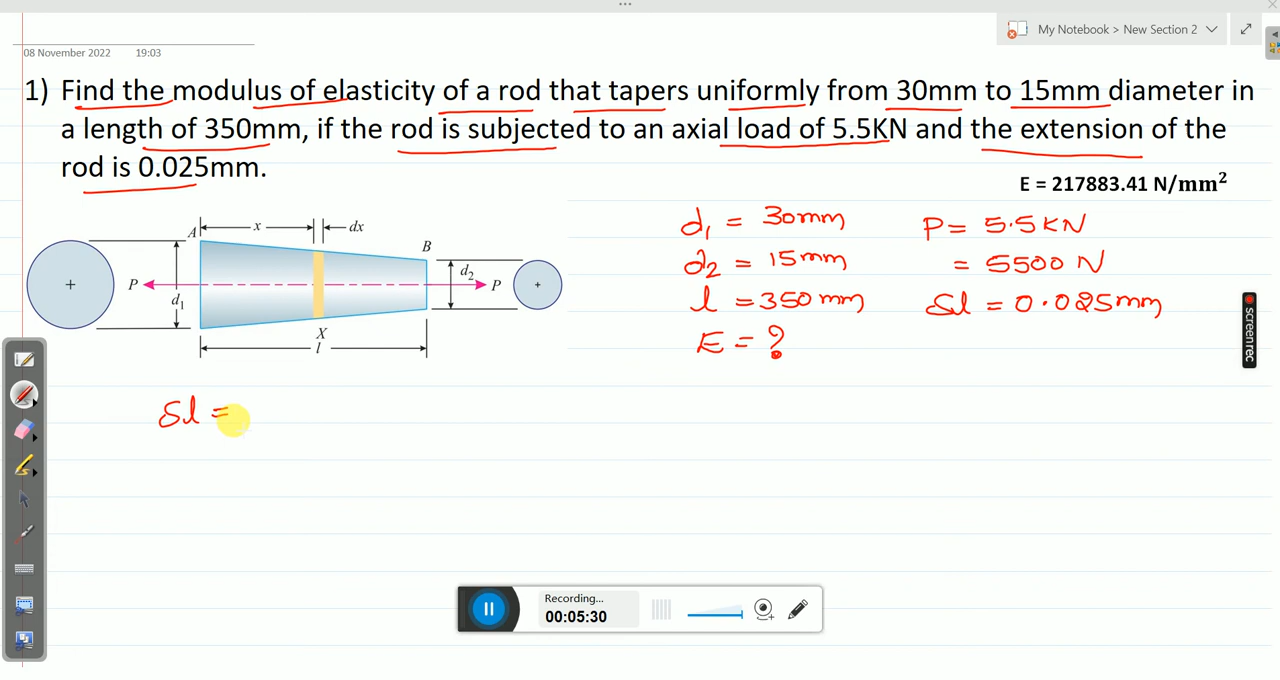 My Notebook > New Section 2
08 November 2022 19:03
1) Find the modulus of elasticity of a rod that tapers uniformly from 30mm to 15mm diameter in
a length of 350mm, if the rod is subjected to an axial load of 5.5KN and the extension of the
rod is 0.025mm.
E = 217883.41 N/mm²
A x dx B
P d₁ d₂ P
X
l
d₁ = 30mm
d₂ = 15mm
l = 350mm
E = ?
P = 5.5KN
= 5500 N
δl = 0.025mm
δl =
screenrec
Recording...
00:05:30